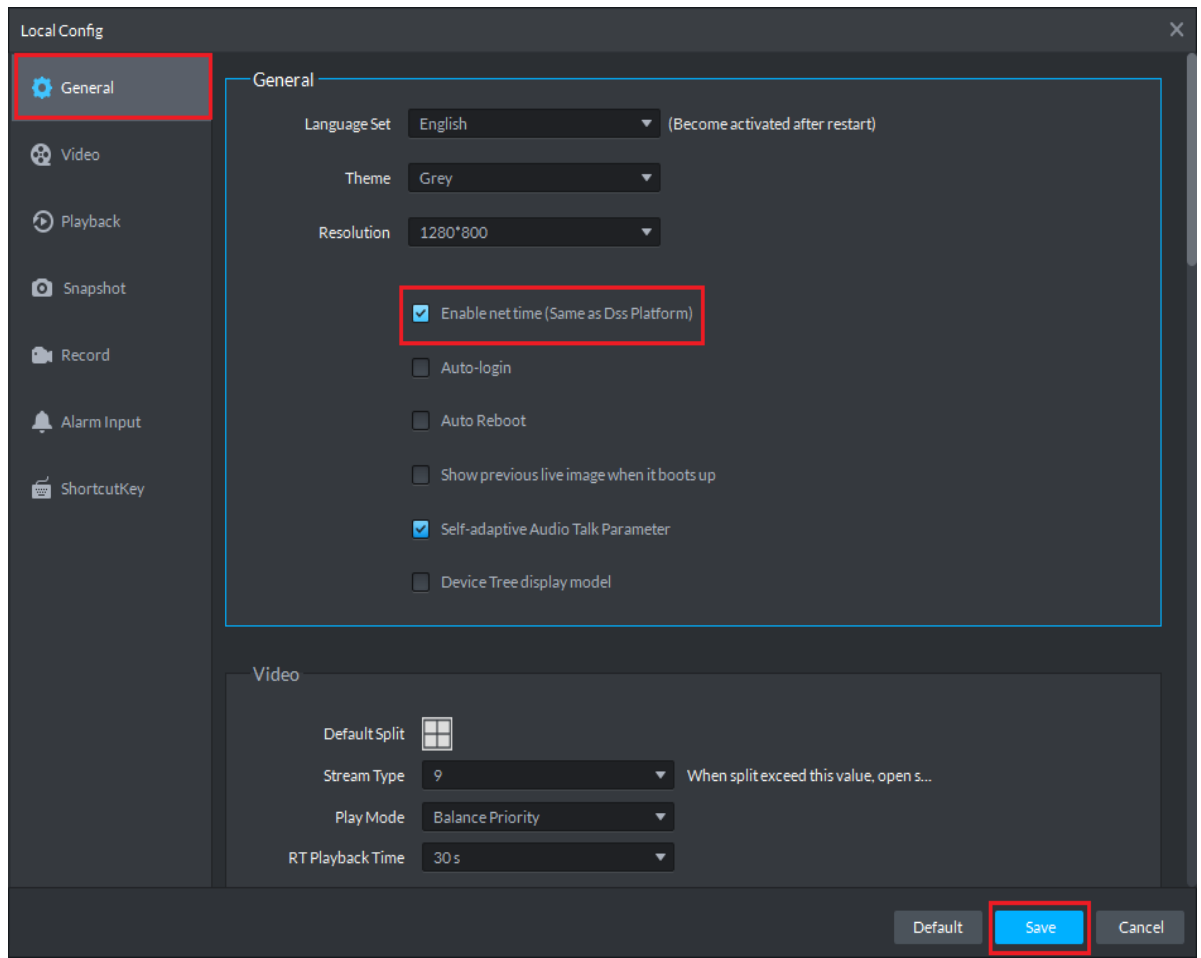 Local Config
General
Video
Playback
Snapshot
Record
Alarm Input
ShortcutKey
General
Language Set English (Become activated after restart)
Theme Grey
Resolution 1280*800
Enable net time (Same as Dss Platform)
Auto-login
Auto Reboot
Show previous live image when it boots up
Self-adaptive Audio Talk Parameter
Device Tree display model
Video
Default Split
Stream Type 9 When split exceed this value, open s...
Play Mode Balance Priority
RT Playback Time 30 s
Default Save Cancel